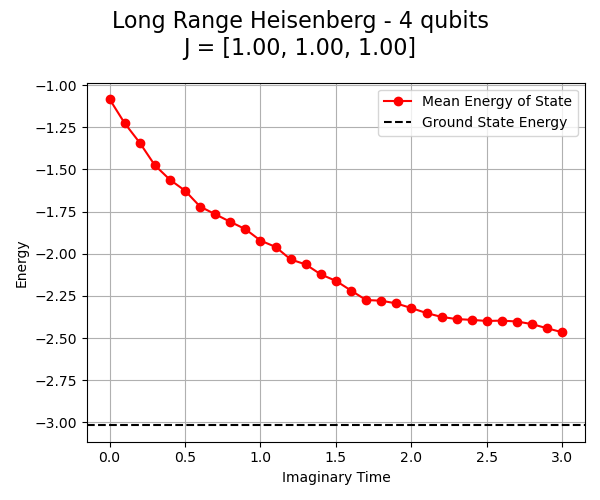 Long Range Heisenberg - 4 qubits
J = [1.00, 1.00, 1.00]
Mean Energy of State
Ground State Energy
−1.00
−1.25
−1.50
−1.75
−2.00
−2.25
−2.50
−2.75
−3.00
Energy
0.0 0.5 1.0 1.5 2.0 2.5 3.0
Imaginary Time